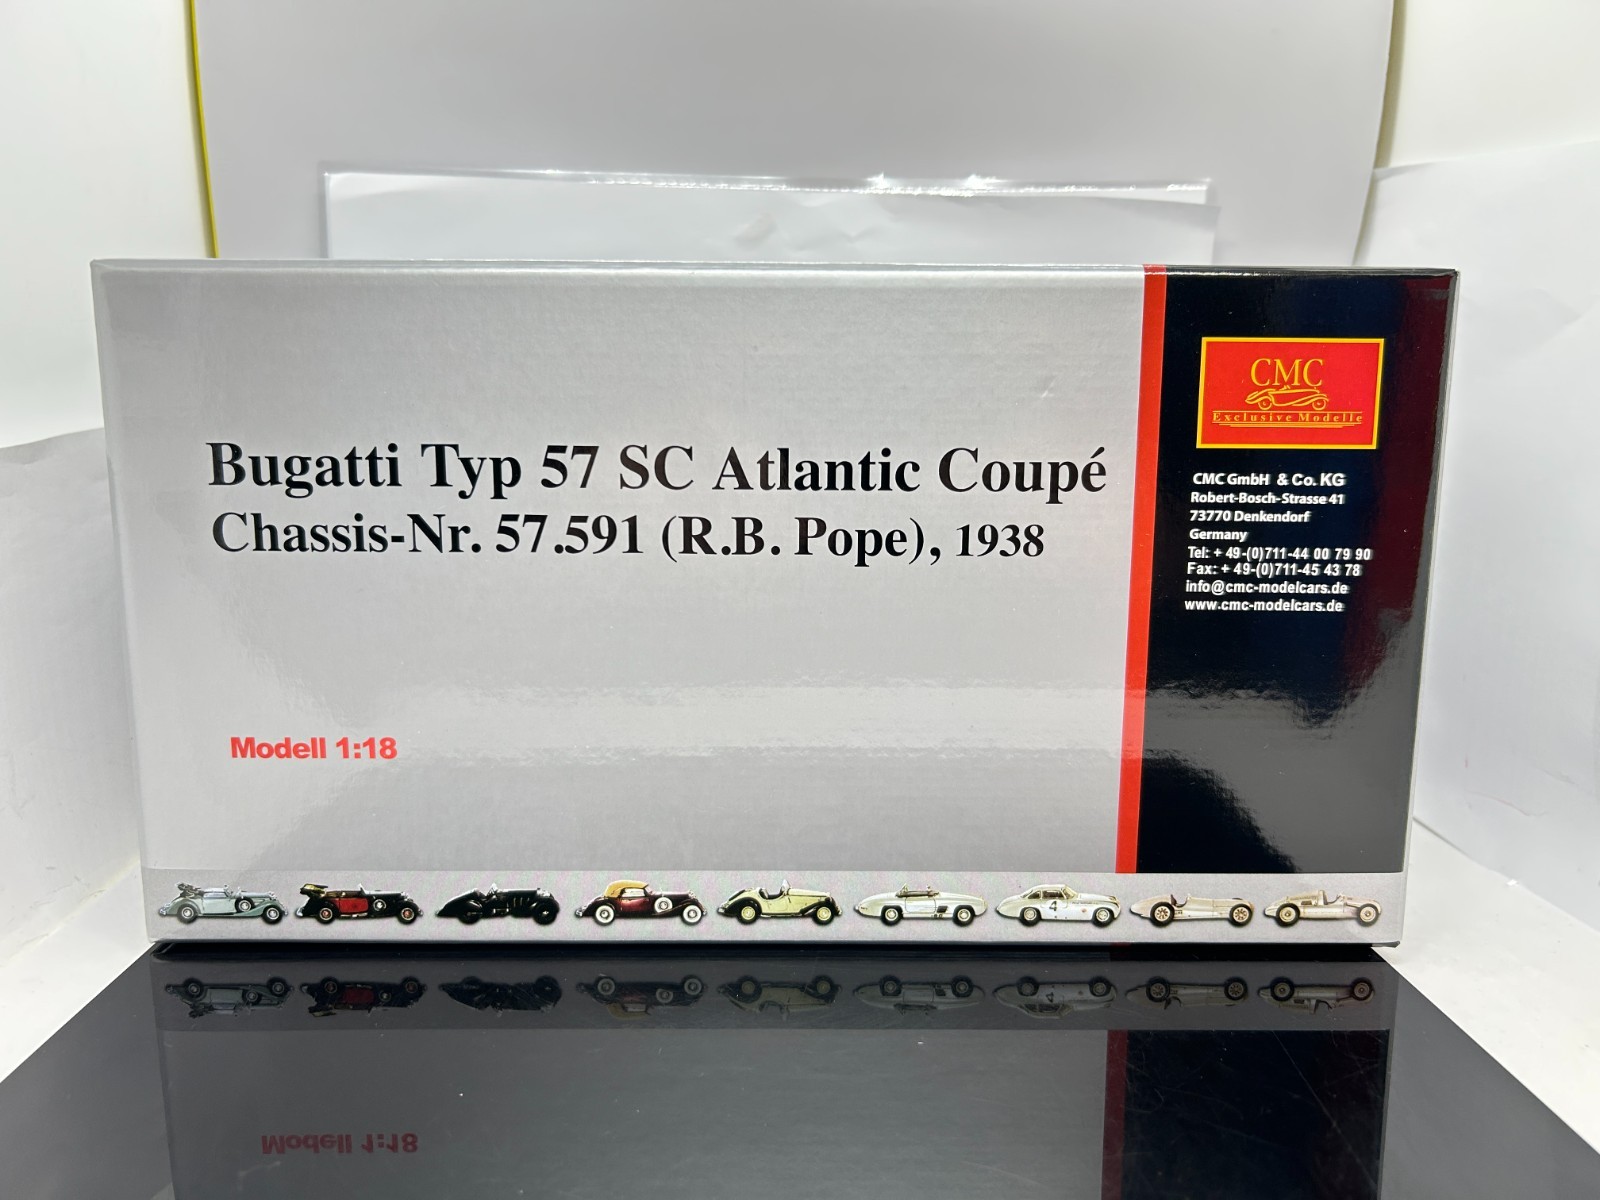 Bugatti Typ 57 SC Atlantic Coupé
Chassis-Nr. 57.591 (R.B. Pope), 1938
Modell 1:18
CMC
Exclusive Modelle
CMC GmbH & Co. KG
Robert-Bosch-Strasse 41
73770 Denkendorf
Germany
Tel: + 49-(0)711-44 00 79 90
Fax: + 49-(0)711-45 43 78
info@cmc-modelcars.de
www.cmc-modelcars.de
4